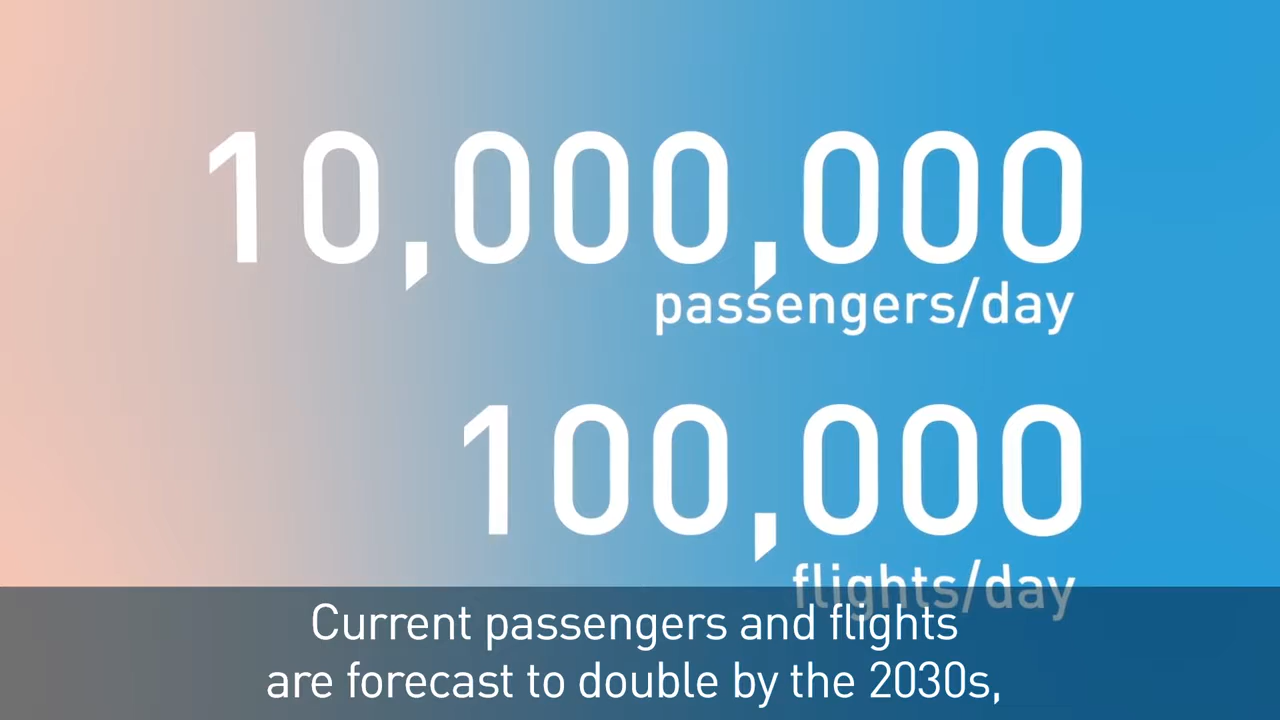 10,000,000
passengers/day
100,000
flights/day
Current passengers and flights
are forecast to double by the 2030s,